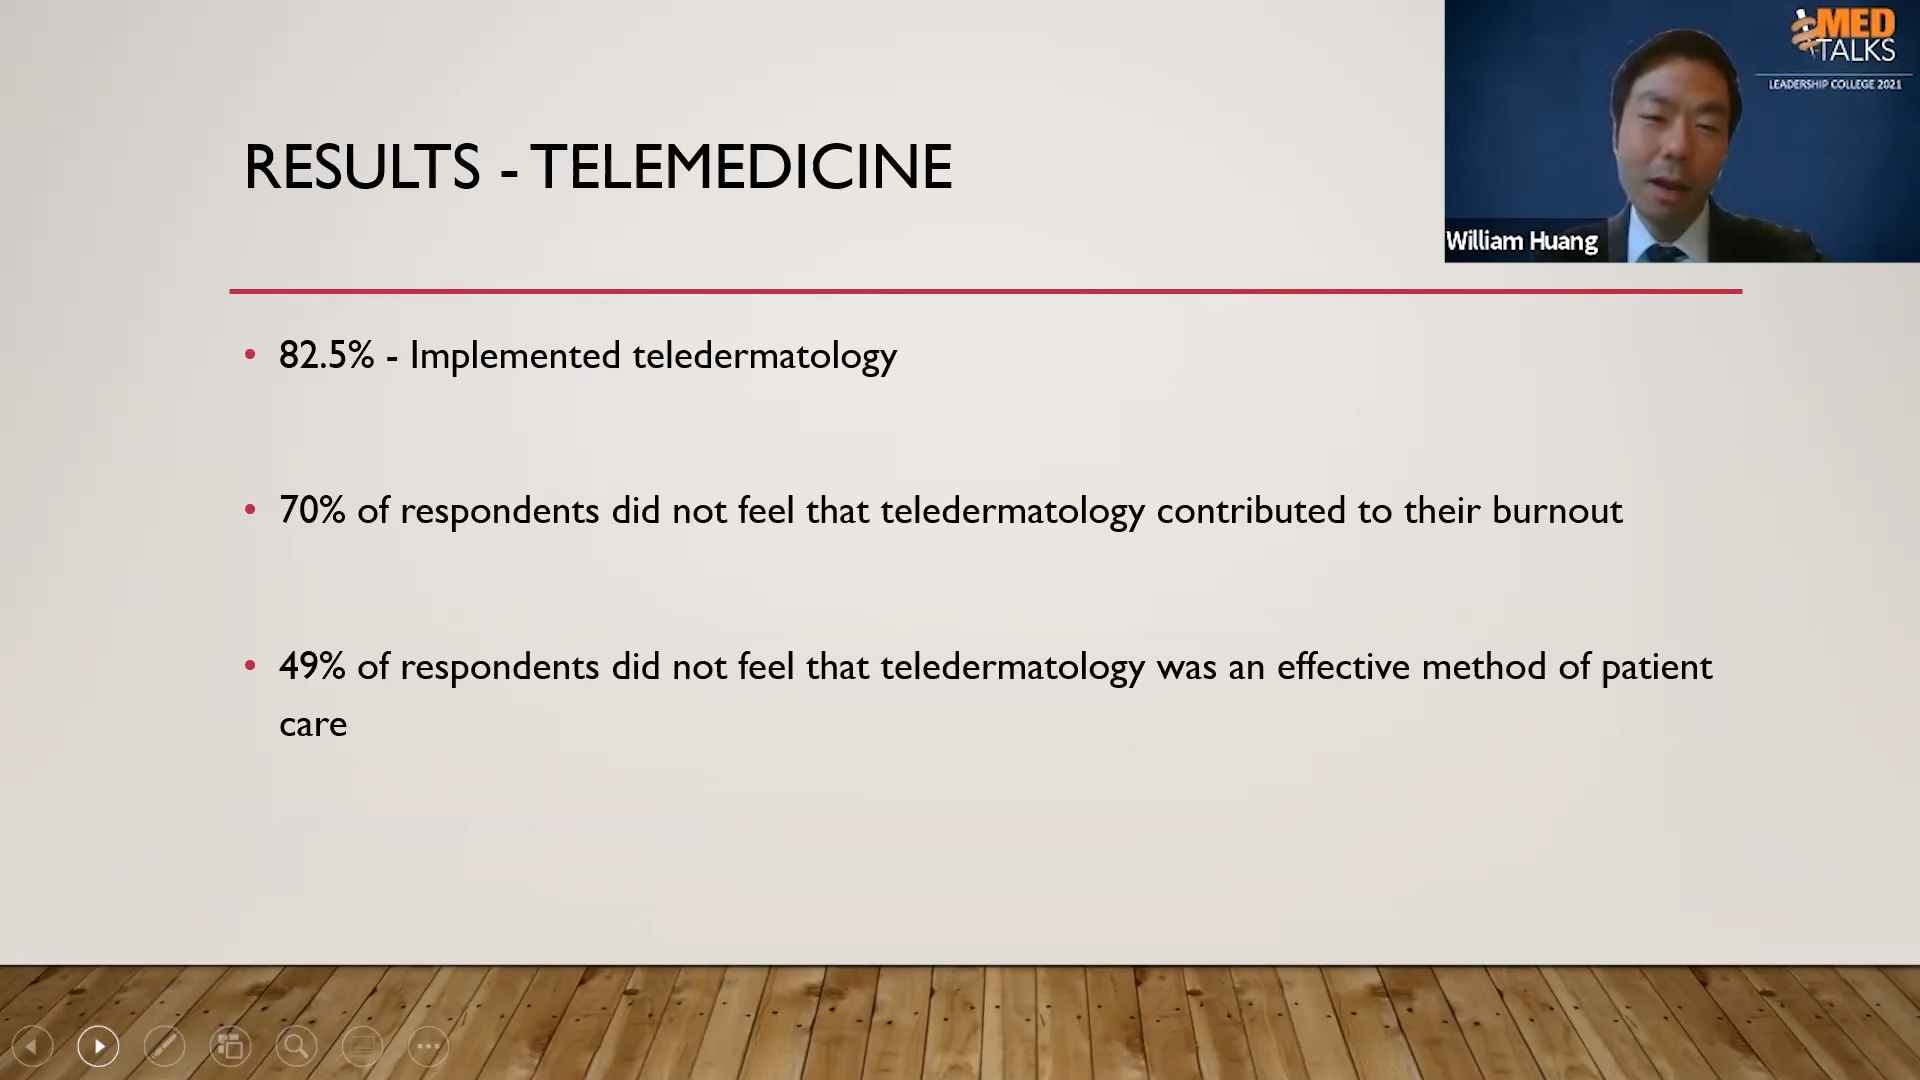 MED
TALKS
LEADERSHIP COLLEGE 2021
William Huang
RESULTS - TELEMEDICINE
• 82.5% - Implemented teledermatology
• 70% of respondents did not feel that teledermatology contributed to their burnout
• 49% of respondents did not feel that teledermatology was an effective method of patient
care